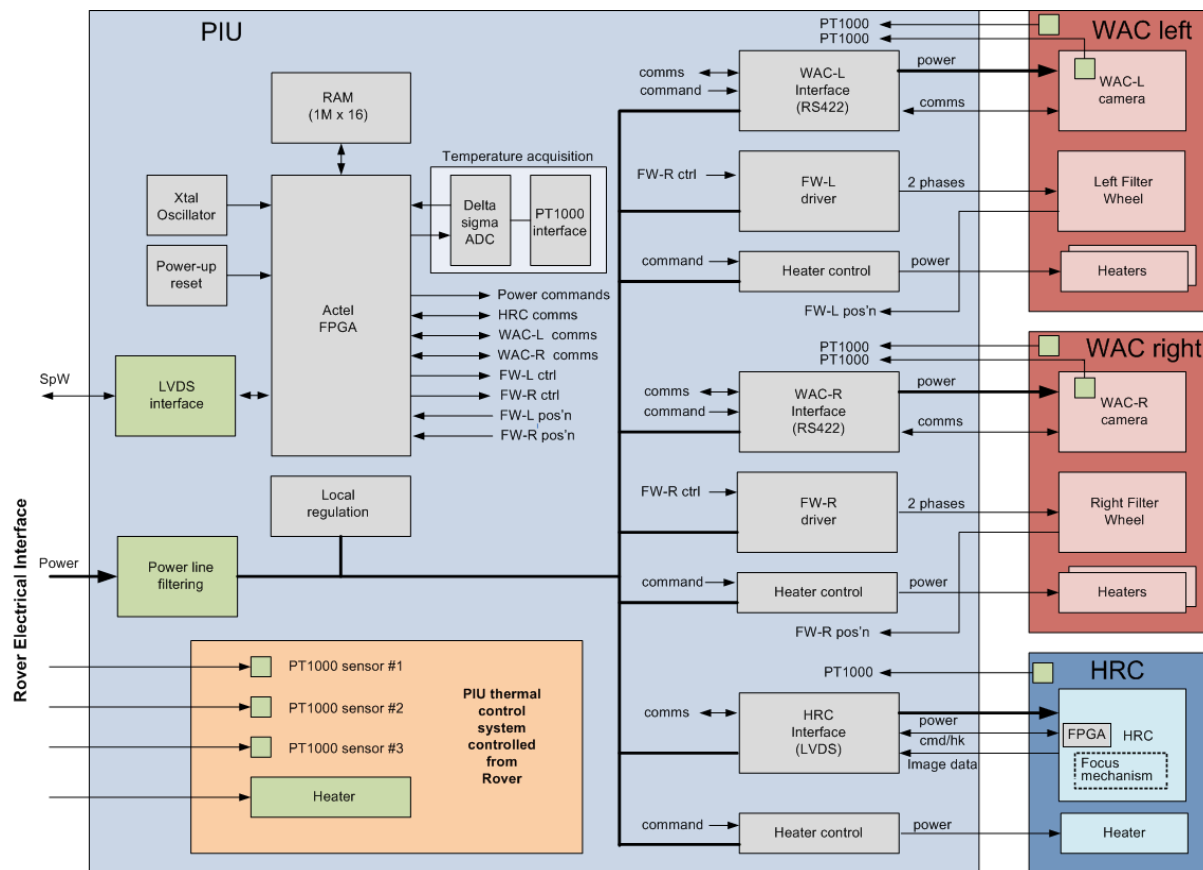 PIU
RAM
(1M x 16)
Temperature acquisition
Xtal
Oscillator
Delta
sigma
ADC
PT1000
interface
Power-up
reset
Actel
FPGA
Power commands
HRC comms
WAC-L comms
WAC-R comms
FW-L ctrl
FW-R ctrl
FW-L pos'n
FW-R pos'n
SpW
LVDS
interface
Local
regulation
Rover Electrical Interface
Power
Power line
filtering
PT1000 sensor #1
PT1000 sensor #2
PT1000 sensor #3
Heater
PIU thermal
control
system
controlled
from
Rover
PT1000
PT1000
WAC left
comms
command
WAC-L
Interface
(RS422)
power
comms
WAC-L
camera
FW-R ctrl
FW-L
driver
2 phases
Left Filter
Wheel
command
Heater control
power
Heaters
FW-L pos'n
PT1000
PT1000
WAC right
comms
command
WAC-R
Interface
(RS422)
power
comms
WAC-R
camera
FW-R ctrl
FW-R
driver
2 phases
Right Filter
Wheel
command
Heater control
power
Heaters
FW-R pos'n
PT1000
HRC
comms
HRC
Interface
(LVDS)
power
cmd/hk
Image data
FPGA
HRC
Focus
mechanism
command
Heater control
power
Heater